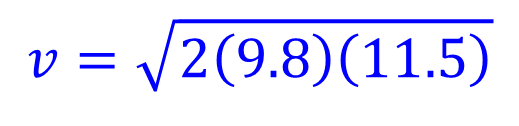 v = √2(9.8)(11.5)